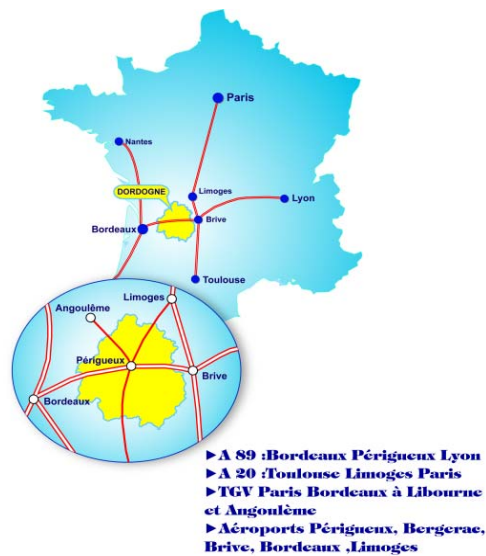 Paris
Nantes
DORDOGNE
Limoges
Lyon
Brive
Bordeaux
Toulouse
Limoges
Angoulême
Périgueux
Brive
Bordeaux
►A 89 :Bordeaux Périgueux Lyon
►A 20 :Toulouse Limoges Paris
►TGV Paris Bordeaux à Libourne
et Angoulème
►Aéroports Périgueux, Bergerac,
Brive, Bordeaux ,Limoges